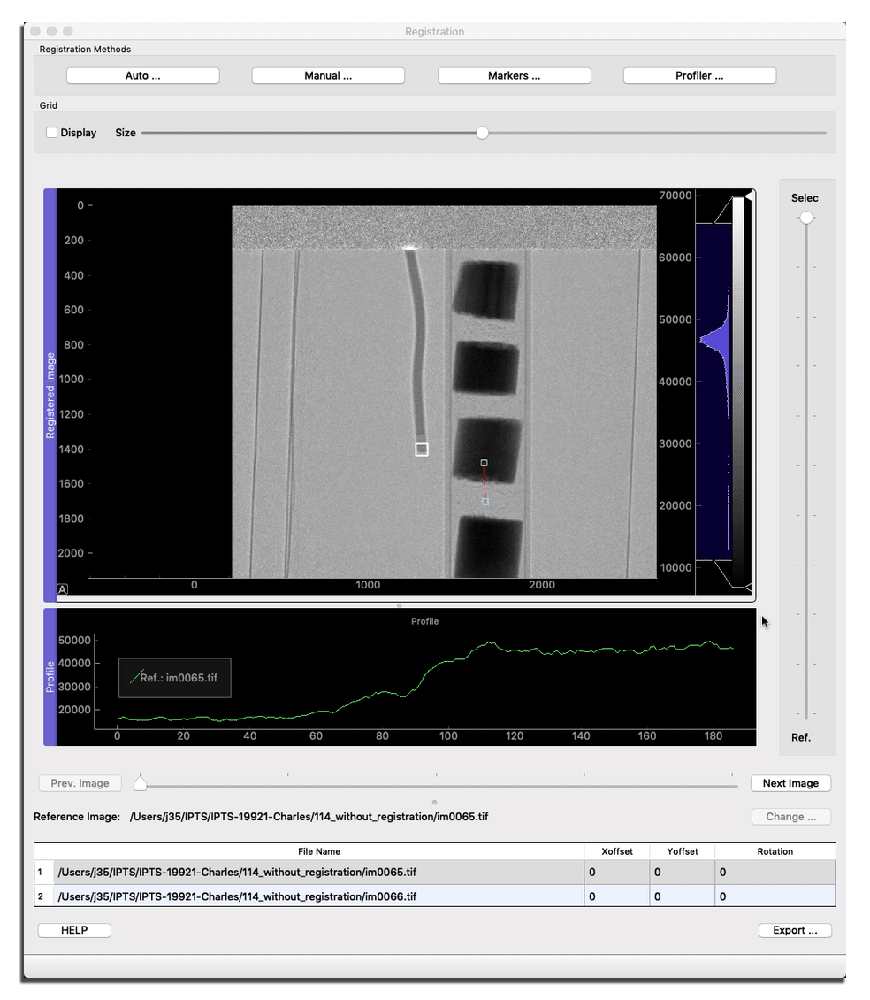 Registration
Registration Methods
Auto ...
Manual ...
Markers ...
Profiler ...
Grid
Display
Size
Selec
Registered Image
0
200
400
600
800
1000
1200
1400
1600
1800
2000
0
1000
2000
70000
60000
50000
40000
30000
20000
10000
A
Profile
Profile
50000
40000
30000
20000
Ref.: im0065.tif
0
20
40
60
80
100
120
140
160
180
Ref.
Prev. Image
Next Image
Reference Image: /Users/j35/IPTS/IPTS-19921-Charles/114_without_registration/im0065.tif
Change ...
File Name Xoffset Yoffset Rotation
1 /Users/j35/IPTS/IPTS-19921-Charles/114_without_registration/im0065.tif 0 0 0
2 /Users/j35/IPTS/IPTS-19921-Charles/114_without_registration/im0066.tif 0 0 0
HELP
Export ...